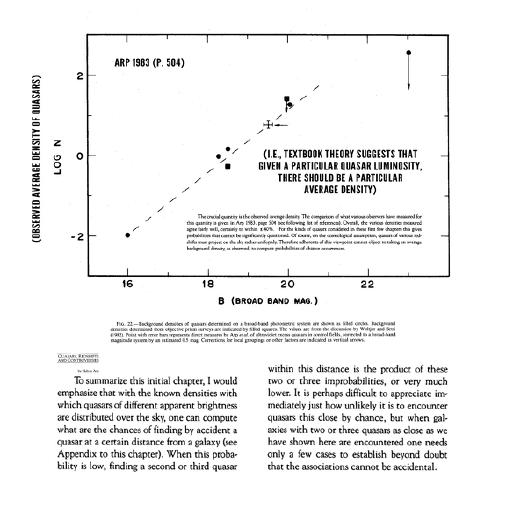 ARP 1983 (P. 504)
(OBSERVED AVERAGE DENSITY OF QUASARS)
LOG N
2
0
-2
(I.E., TEXTBOOK THEORY SUGGESTS THAT
GIVEN A PARTICULAR QUASAR LUMINOSITY,
THERE SHOULD BE A PARTICULAR
AVERAGE DENSITY)
The crucial quantity is the observed average density. The comparison of what various observers have measured for
this quantity is given in Arp 1983, page 504 (see following list of references). Overall, the various densities measured
agree fairly well, certainly to within ±40%. For the kinds of quasars considered in these first few chapters this gives
probabilities that cannot be significantly questioned. Of course, on the cosmological assumption, quasars of various red-
shifts must project on the sky rather uniformly. Therefore adherents of this viewpoint cannot object to taking an average
background density, as observed, to compute probabilities of chance occurrences.
16
18
20
22
B (BROAD BAND MAG.)
FIG. 22.—Background densities of quasars determined on a broad-band photometric system are shown as filled circles. Background
densities determined from objective prism surveys are indicated by filled squares. The values are from the discussion by Weltjer and Setti
(1982). Point with error bars represents direct measures by Arp of ultraviolet excess quasars in control fields, corrected to a broad-band
magnitude system by an estimated 0.5 mag. Corrections for local groupings or other factors are indicated as vertical arrows.
QUASARS, REDSHIFTS
AND CONTROVERSIES
by Halton Arp
To summarize this initial chapter, I would
emphasize that with the known densities with
which quasars of different apparent brightness
are distributed over the sky, one can compute
what are the chances of finding by accident a
quasar at a certain distance from a galaxy (see
Appendix to this chapter). When this proba-
bility is low, finding a second or third quasar
within this distance is the product of these
two or three improbabilities, or very much
lower. It is perhaps difficult to appreciate im-
mediately just how unlikely it is to encounter
quasars this close by chance, but when gal-
axies with two or three quasars as close as we
have shown here are encountered one needs
only a few cases to establish beyond doubt
that the associations cannot be accidental.